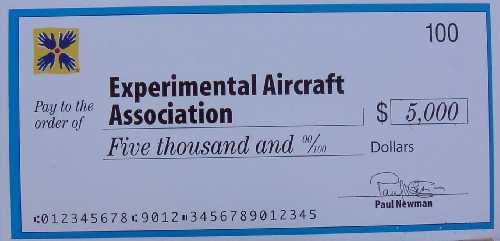 100
Experimental Aircraft
Pay to the Association
order of $ 5,000
Five thousand and 00/100 Dollars
Paul Newman
⑆012345678⑆9012⑈3456789012345